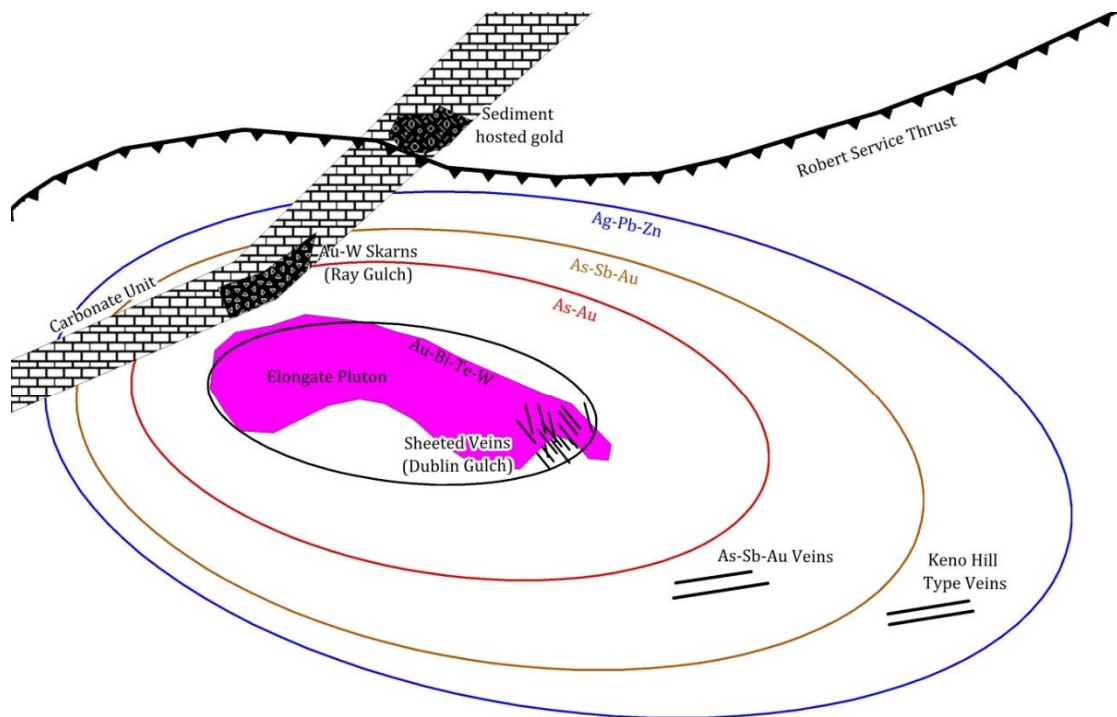 Sediment
hosted gold
Robert Service Thrust
Ag-Pb-Zn
Au-W Skarns
(Ray Gulch)
As-Sb-Au
Carbonate Unit
As-Au
Au-Bi-Te-W
Elongate Pluton
Sheeted Veins
(Dublin Gulch)
As-Sb-Au Veins
Keno Hill
Type Veins